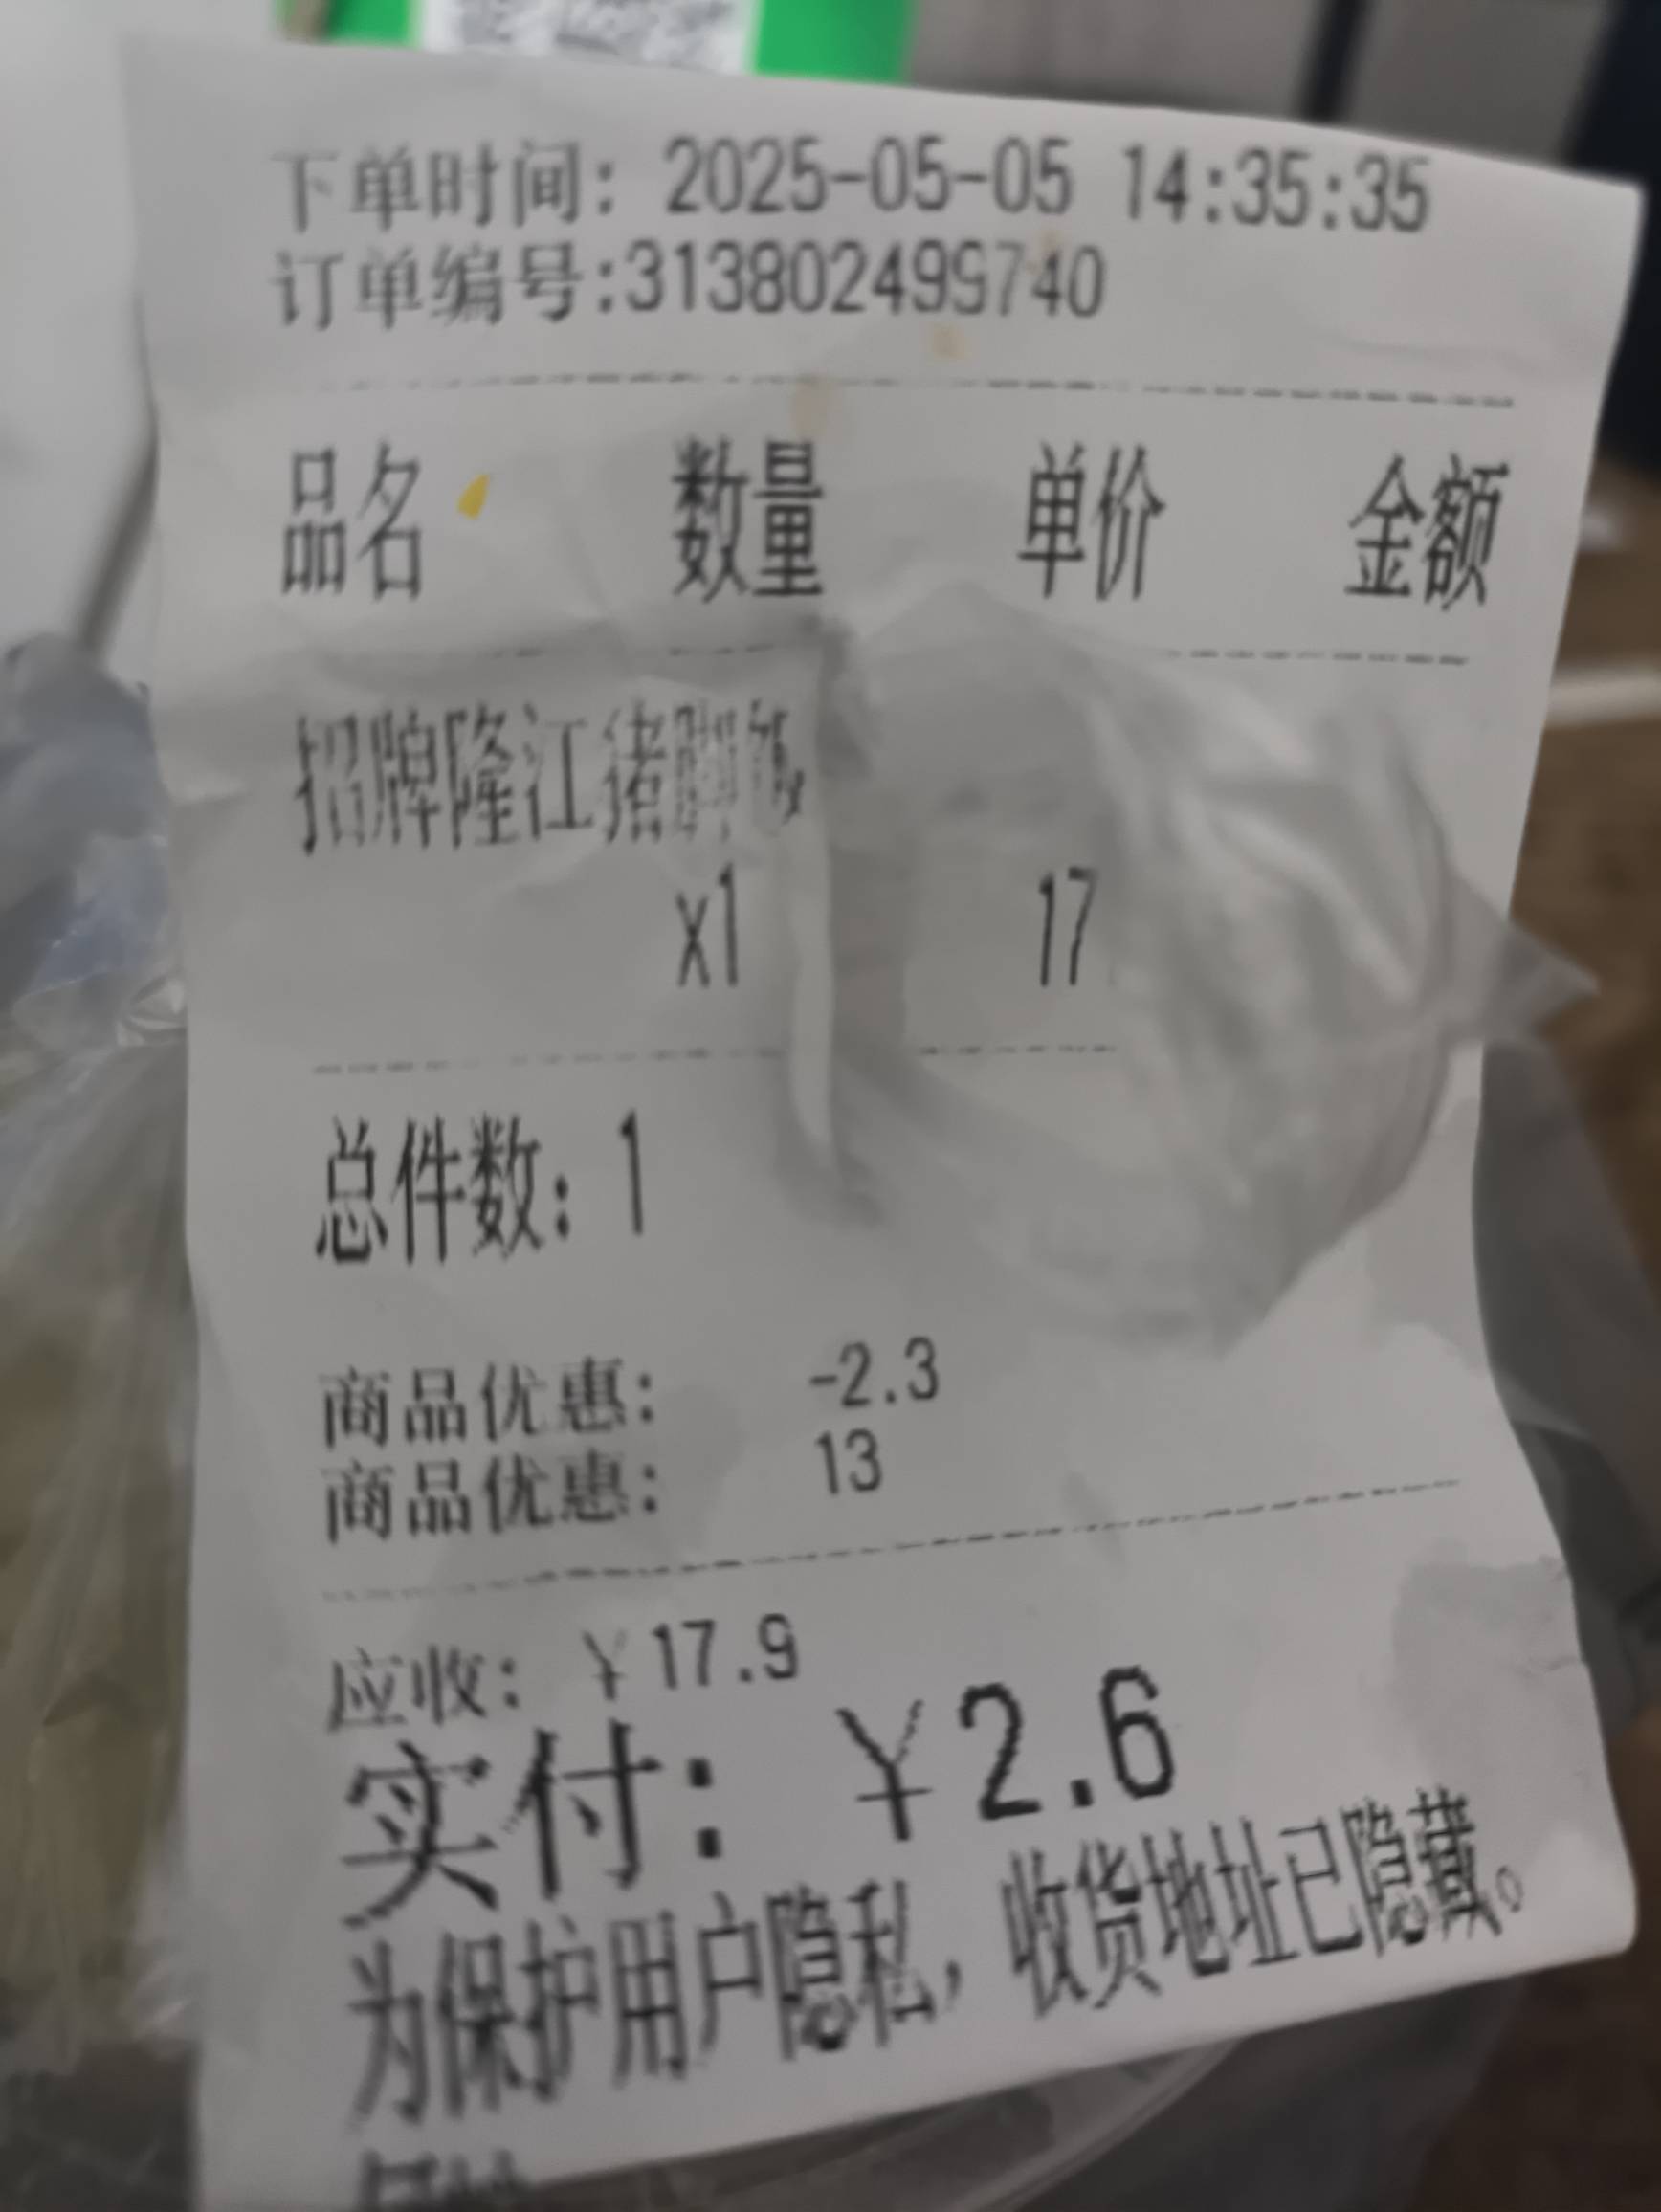 下单时间: 2025-05-05 14:35:35
订单编号:313802499740
品名 数量 单价 金额
招牌隆江猪脚饭
x1 17
总件数: 1
商品优惠: -2.3
商品优惠: 13
应收: ¥17.9
实付: ¥2.6
为保护用户隐私，收货地址已隐藏。